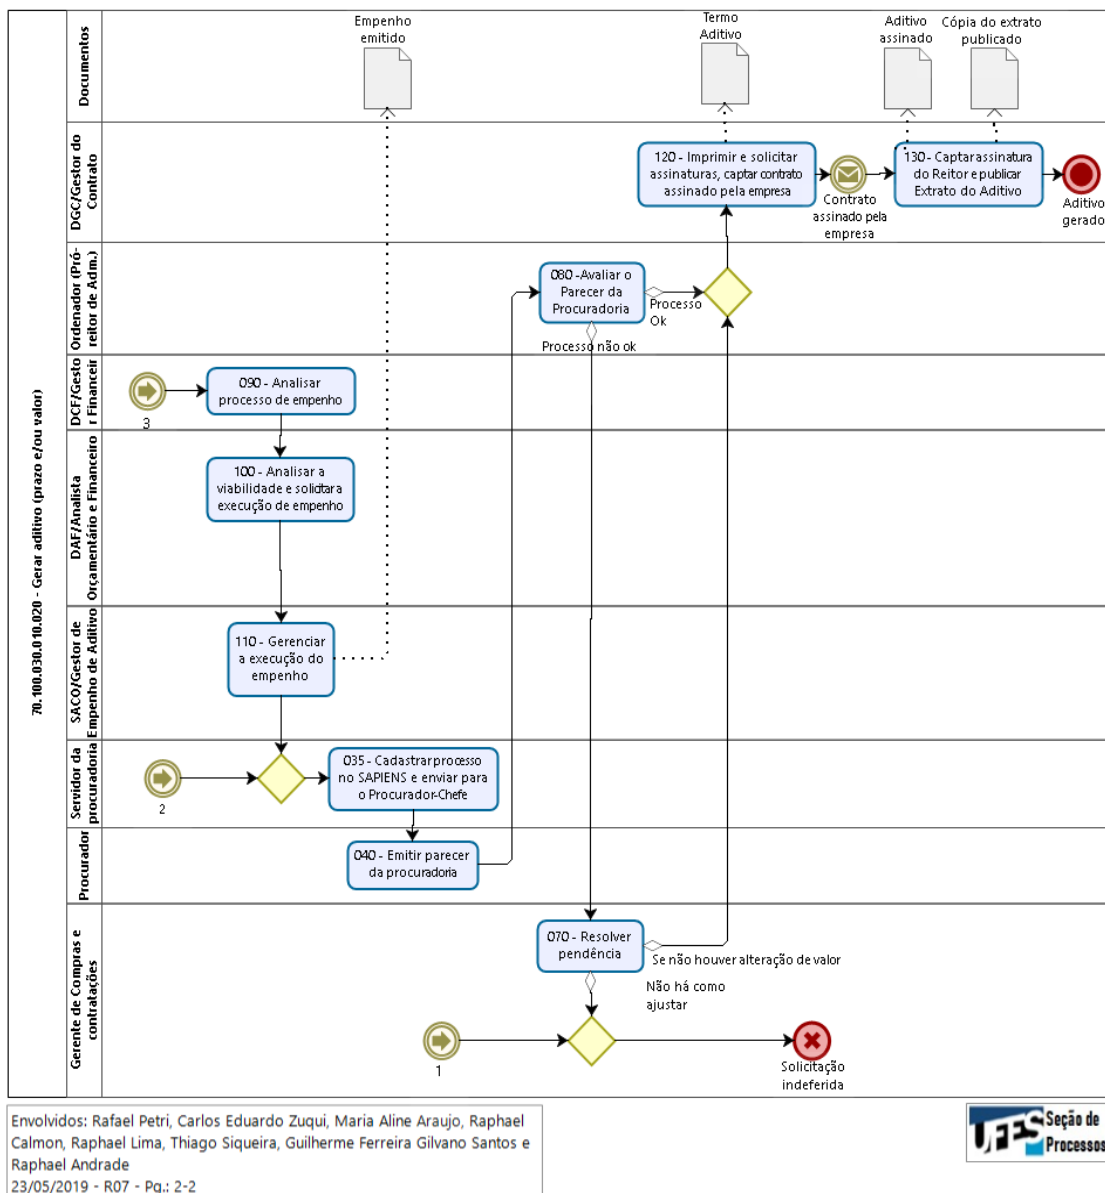 70.100.030.010.020 - Gerar aditivo (prazo e/ou valor)
Documentos
Empenho
emitido
Termo
Aditivo
Aditivo
assinado
Cópia do extrato
publicado
DGC/Gestor do
Contrato
120 - Imprimir e solicitar
assinaturas, captar contrato
assinado pela empresa
Contrato
assinado pela
empresa
130 - Captar assinatura
do Reitor e publicar
Extrato do Aditivo
Aditivo
gerado
Ordenador (Pró-
reitor de Adm.)
080 -Avaliar o
Parecer da
Procuradoria
Processo
Ok
Processo não ok
DCF/Gesto
r Financeir
3
090 - Analisar
processo de empenho
DAF/Analista
Orçamentário e Financeiro
100 - Analisar a
viabilidade e solicitar a
execução de empenho
SACO/Gestor de
Empenho de Aditivo
110 - Gerenciar
a execução do
empenho
Servidor da
procuradoria
2
035 - Cadastrar processo
no SAPIENS e enviar para
o Procurador-Chefe
Procurador
040 - Emitir parecer
da procuradoria
Gerente de Compras e
contratações
070 - Resolver
pendência
Se não houver alteração de valor
Não há como
ajustar
1
Solicitação
indeferida
Envolvidos: Rafael Petri, Carlos Eduardo Zuqui, Maria Aline Araujo, Raphael
Calmon, Raphael Lima, Thiago Siqueira, Guilherme Ferreira Gilvano Santos e
Raphael Andrade
23/05/2019 - R07 - Pg.: 2-2
UFES
Seção de
Processos